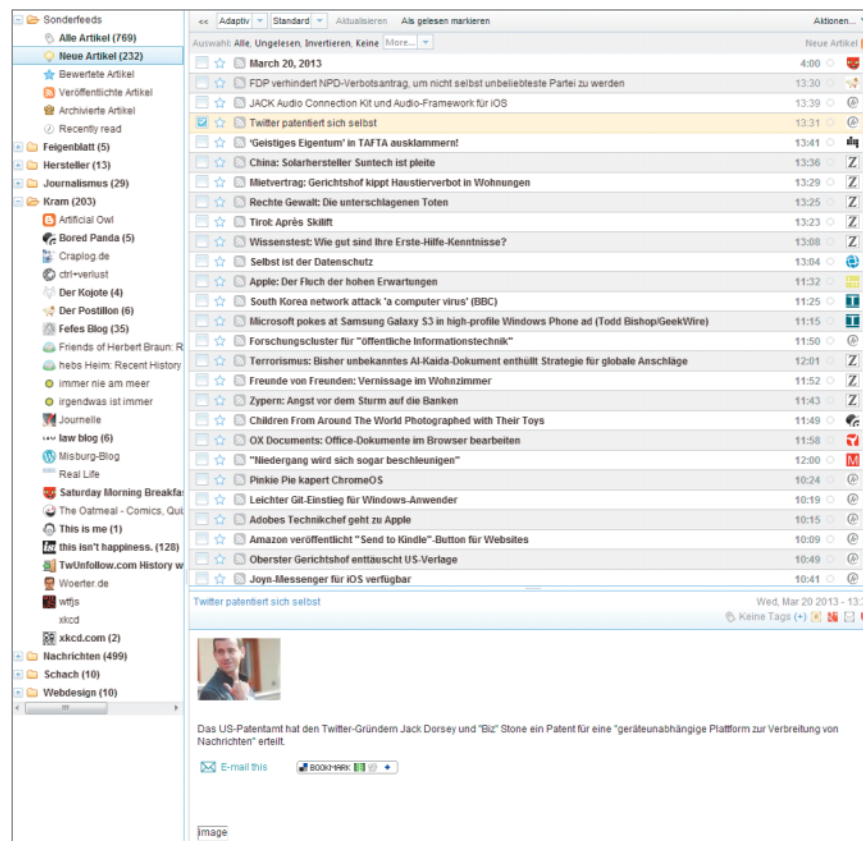 Sonderfeeds
Alle Artikel (769)
Neue Artikel (232)
Bewertete Artikel
Veröffentlichte Artikel
Archivierte Artikel
Recently read
Feigenblatt (5)
Hersteller (13)
Journalismus (29)
Kram (203)
Artificial Owl
Bored Panda (5)
Craplog.de
ctrl+verlust
Der Kojote (4)
Der Postillon (6)
Fefes Blog (35)
Friends of Herbert Braun: R
hebs Heim: Recent History
immer nie am meer
irgendwas ist immer
Journelle
law blog (6)
Misburg-Blog
Real Life
Saturday Morning Breakfa
The Oatmeal - Comics, Qui
This is me (1)
this isn't happiness. (128)
TwUnfollow.com History w
Woerter.de
wtfjs
xkcd
xkcd.com (2)
Nachrichten (499)
Schach (10)
Webdesign (10)
<< Adaptiv Standard Aktualisieren Als gelesen markieren Aktionen...
Auswahl: Alle, Ungelesen, Invertieren, Keine More... Neue Artikel
March 20, 2013 4:00
FDP verhindert NPD-Verbotsantrag, um nicht selbst unbeliebteste Partei zu werden 13:30
JACK Audio Connection Kit und Audio-Framework für iOS 13:39
Twitter patentiert sich selbst 13:31
'Geistiges Eigentum' in TAFTA ausklammern! 13:41
China: Solarhersteller Suntech ist pleite 13:36
Mietvertrag: Gerichtshof kippt Haustierverbot in Wohnungen 13:29
Rechte Gewalt: Die unterschlagenen Toten 13:25
Tirol: Après Skilift 13:23
Wissenstest: Wie gut sind Ihre Erste-Hilfe-Kenntnisse? 13:08
Selbst ist der Datenschutz 13:04
Apple: Der Fluch der hohen Erwartungen 11:32
South Korea network attack 'a computer virus' (BBC) 11:25
Microsoft pokes at Samsung Galaxy S3 in high-profile Windows Phone ad (Todd Bishop/GeekWire) 11:15
Forschungscluster für "öffentliche Informationstechnik" 11:50
Terrorismus: Bisher unbekanntes Al-Kaida-Dokument enthüllt Strategie für globale Anschläge 12:01
Freunde von Freunden: Vernissage im Wohnzimmer 11:52
Zypern: Angst vor dem Sturm auf die Banken 11:43
Children From Around The World Photographed with Their Toys 11:49
OX Documents: Office-Dokumente im Browser bearbeiten 11:58
"Niedergang wird sich sogar beschleunigen" 12:00
Pinkie Pie kapert ChromeOS 10:24
Leichter Git-Einstieg für Windows-Anwender 10:19
Adobes Technikchef geht zu Apple 10:15
Amazon veröffentlicht "Send to Kindle"-Button für Websites 10:09
Oberster Gerichtshof enttäuscht US-Verlage 10:49
Joyn-Messenger für iOS verfügbar 10:41
Twitter patentiert sich selbst Wed, Mar 20 2013 - 13:
Keine Tags (+)
Das US-Patentamt hat den Twitter-Gründern Jack Dorsey und "Biz" Stone ein Patent für eine "geräteunabhängige Plattform zur Verbreitung von
Nachrichten" erteilt.
E-mail this BOOKMARK
image